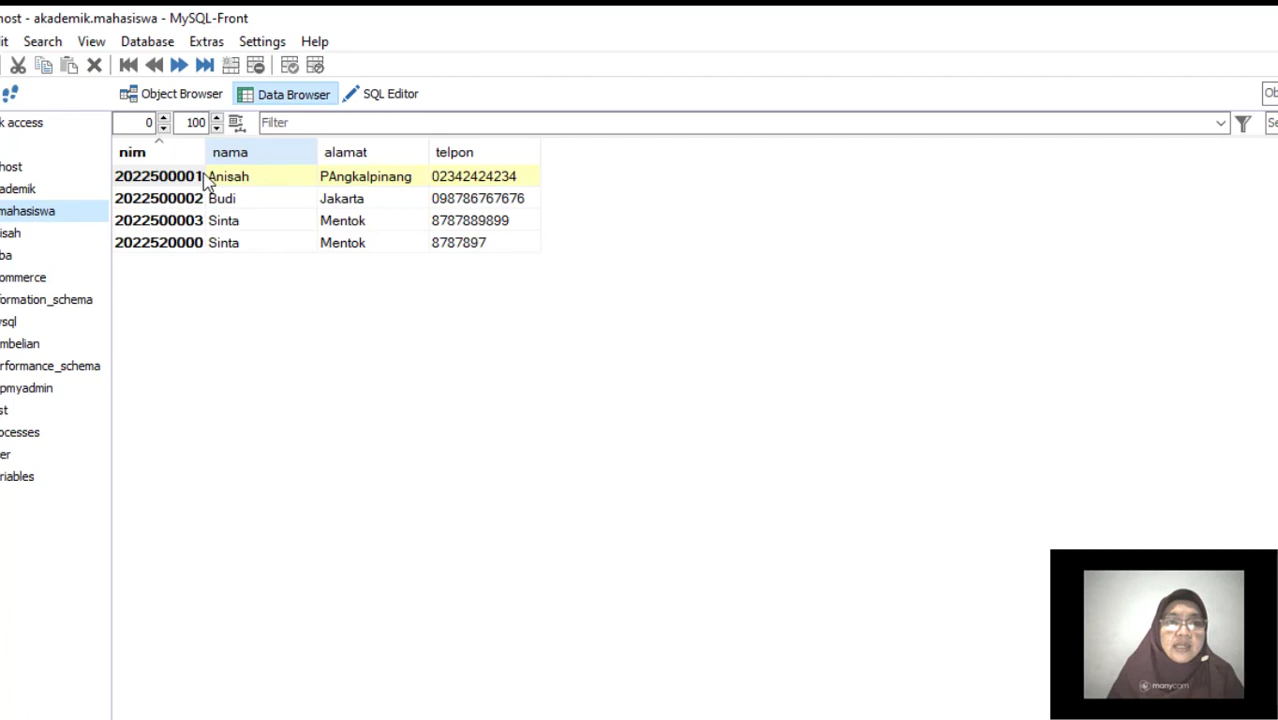 host - akademik.mahasiswa - MySQL-Front
it Search View Database Extras Settings Help
Object Browser Data Browser SQL Editor Ob
0 100 Filter Se
k access
host
ademik
mahasiswa
isah
ba
ommerce
formation_schema
ysql
mbelian
rformance_schema
pmyadmin
st
ocesses
er
riables
nim nama alamat telpon
2022500001 Anisah PAngkalpinang 02342424234
2022500002 Budi Jakarta 098786767676
2022500003 Sinta Mentok 8787889899
2022520000 Sinta Mentok 8787897
manycam